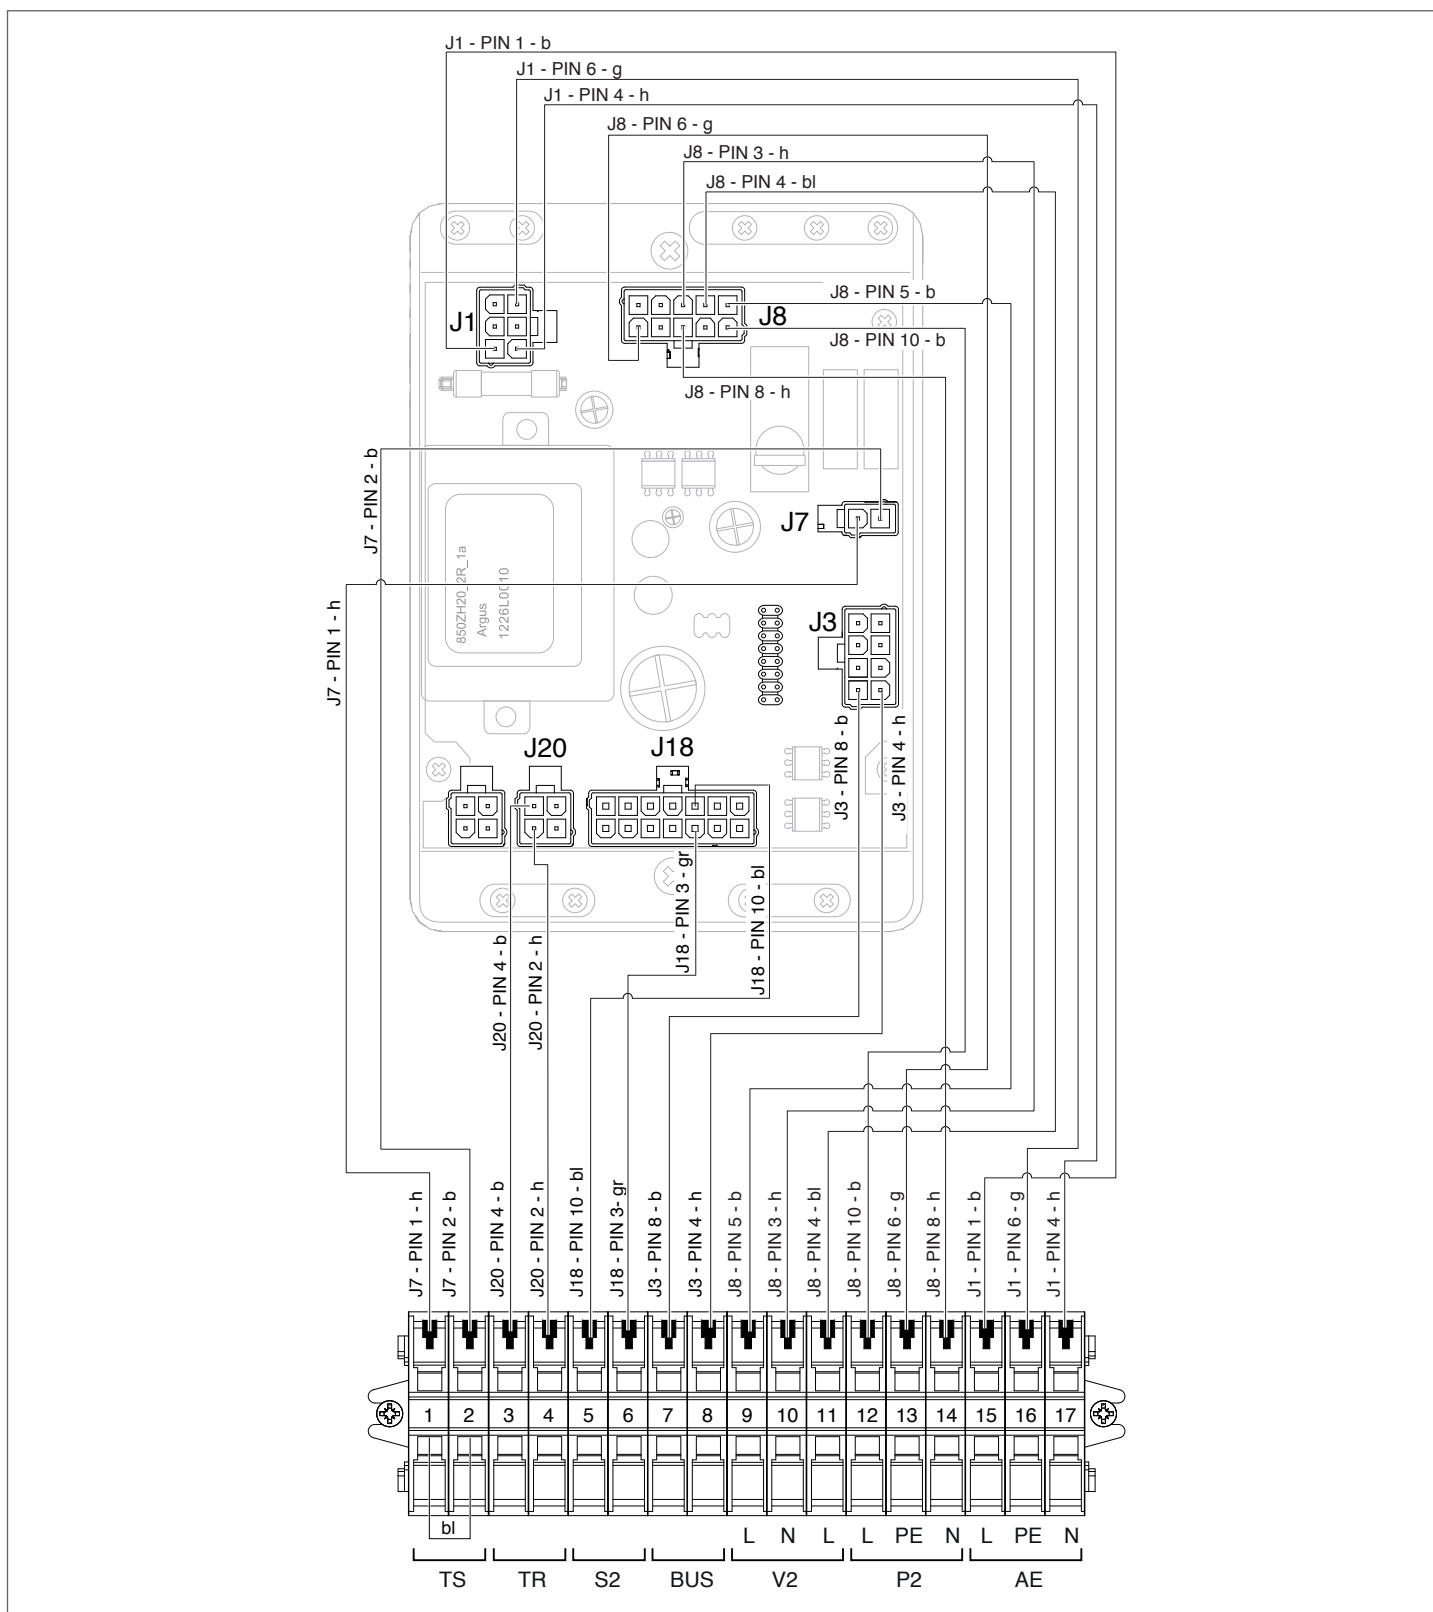 J1 - PIN 1 - b
J1 - PIN 6 - g
J1 - PIN 4 - h
J8 - PIN 6 - g
J8 - PIN 3 - h
J8 - PIN 4 - bl
J8 - PIN 5 - b
J1
J8
J8 - PIN 10 - b
J8 - PIN 8 - h
J7 - PIN 2 - b
J7
J7 - PIN 1 - h
850ZH20_2R_1a
Argus
1226L0010
J3
J3 - PIN 8 - b
J3 - PIN 4 - h
J20
J18
J18 - PIN 3 - gr
J18 - PIN 10 - bl
J20 - PIN 4 - b
J20 - PIN 2 - h
J7 - PIN 1 - h
J7 - PIN 2 - b
J20 - PIN 4 - b
J20 - PIN 2 - h
J18 - PIN 10 - bl
J18 - PIN 3- gr
J3 - PIN 8 - b
J3 - PIN 4 - h
J8 - PIN 5 - b
J8 - PIN 3 - h
J8 - PIN 4 - bl
J8 - PIN 10 - b
J8 - PIN 6 - g
J8 - PIN 8 - h
J1 - PIN 1 - b
J1 - PIN 6 - g
J1 - PIN 4 - h
1 2 3 4 5 6 7 8 9 10 11 12 13 14 15 16 17
bl
L N L L PE N L PE N
TS TR S2 BUS V2 P2 AE